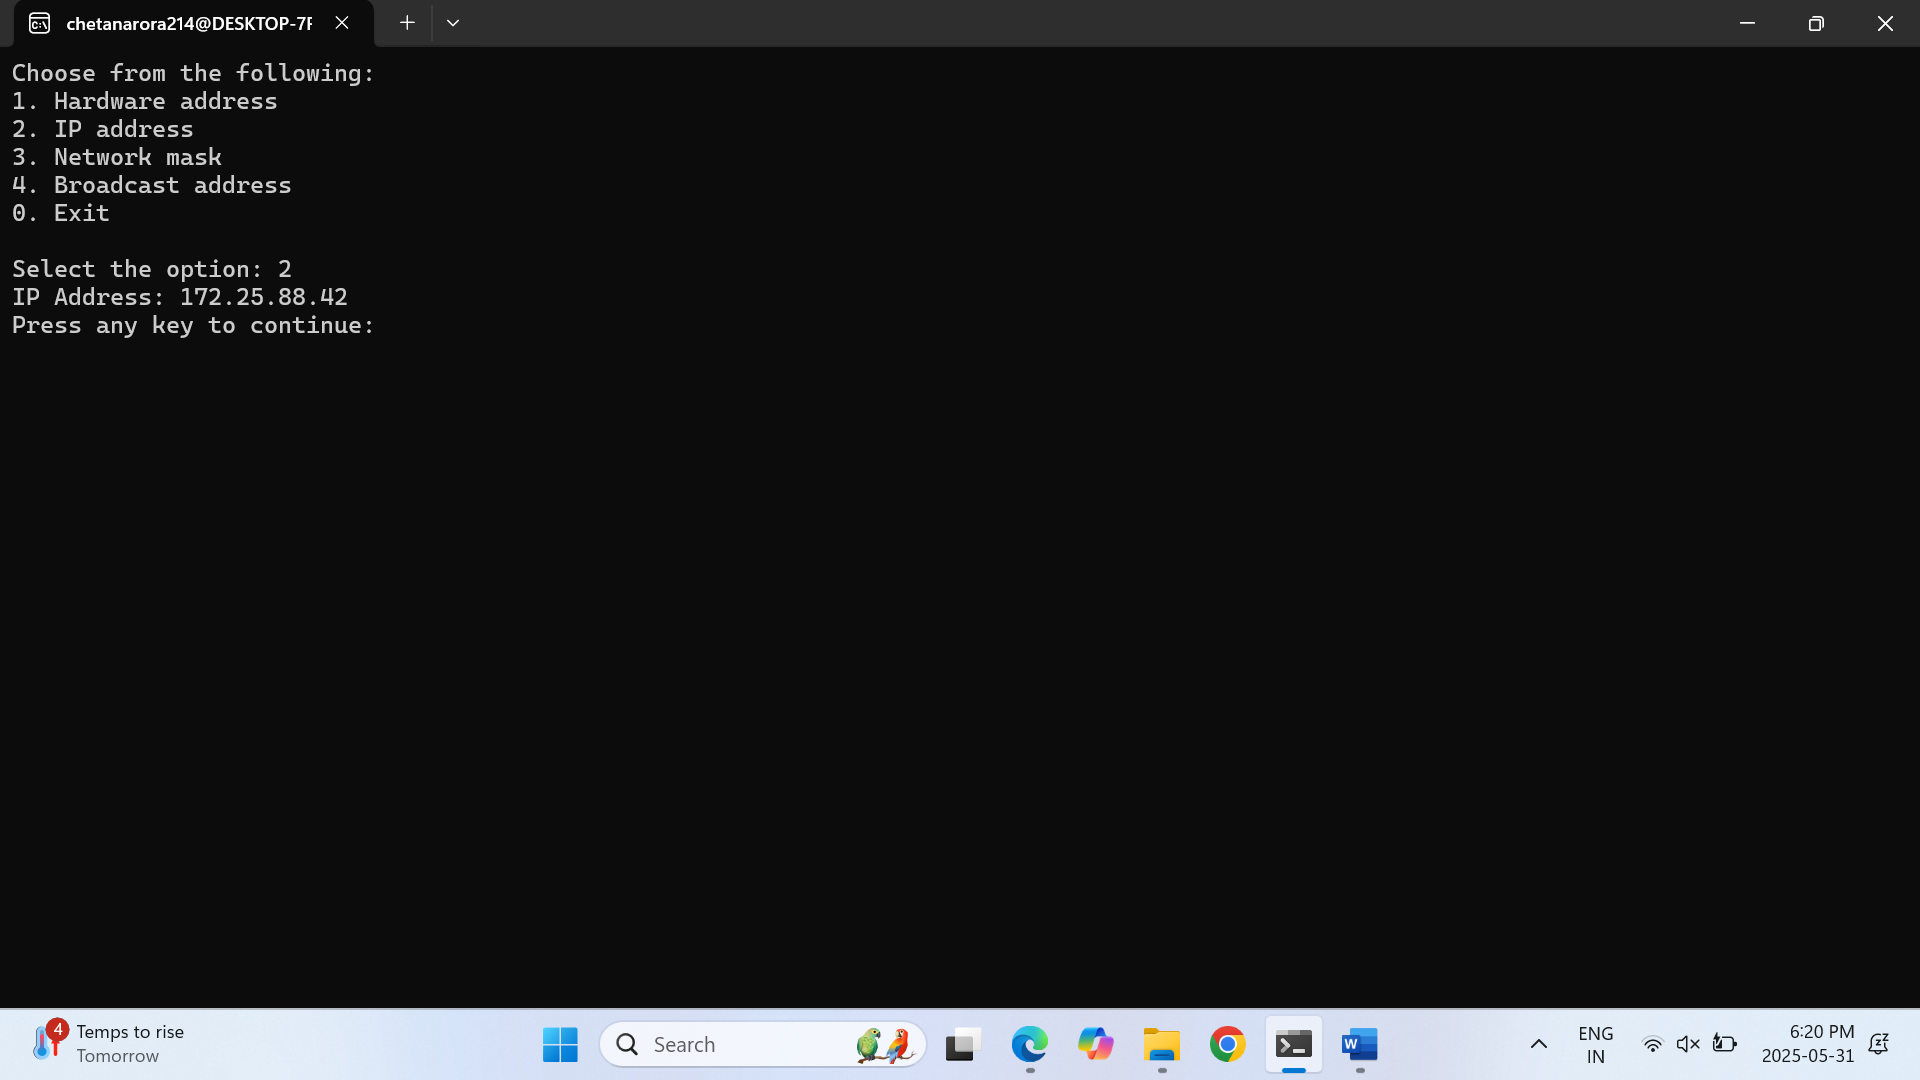 chetanarora214@DESKTOP-7F
Choose from the following:
1. Hardware address
2. IP address
3. Network mask
4. Broadcast address
0. Exit
Select the option: 2
IP Address: 172.25.88.42
Press any key to continue:
4
Temps to rise
Tomorrow
Search
W
ENG
IN
6:20 PM
2025-05-31